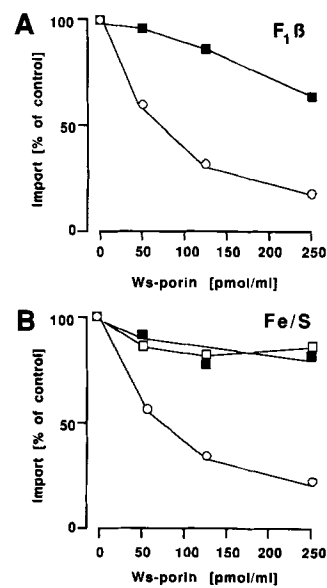 A
F₁ß
100
50
0
Import [% of control]
0 50 100 150 200 250
Ws-porin [pmol/ml]
B
Fe/S
100
50
0
Import [% of control]
0 50 100 150 200 250
Ws-porin [pmol/ml]